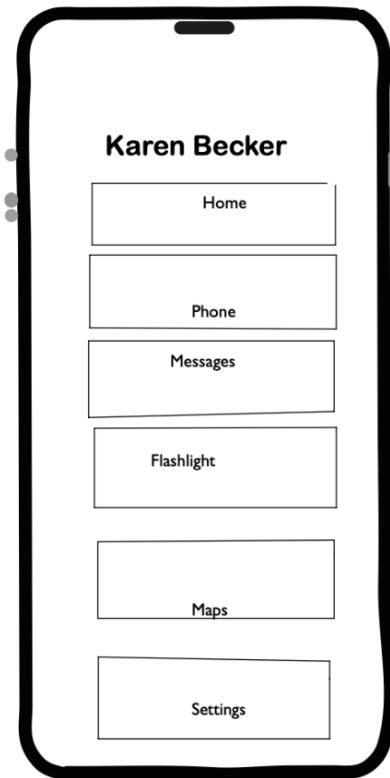 Karen Becker
Home
Phone
Messages
Flashlight
Maps
Settings